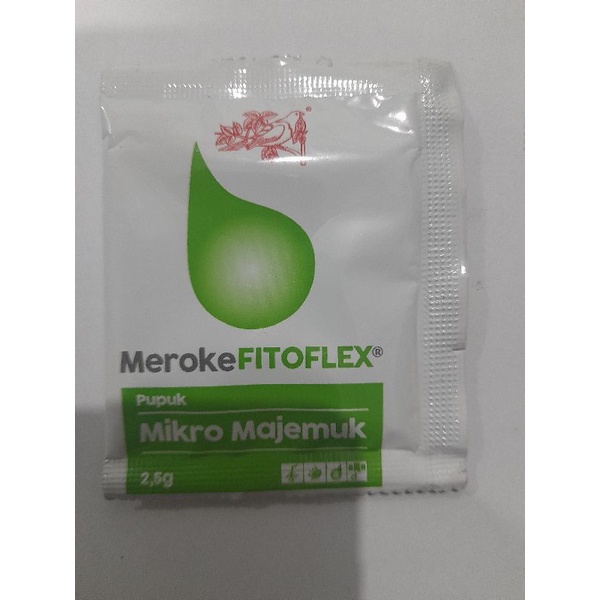 MerokeFITOFLEX®
Pupuk
Mikro Majemuk
2,5g